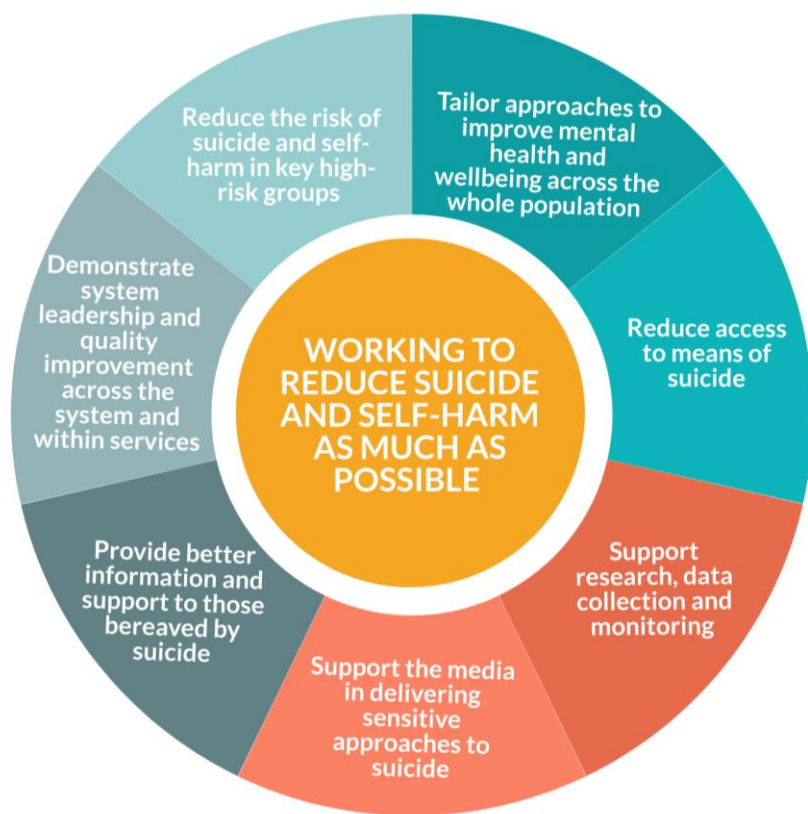 Tailor approaches to
improve mental
health and
wellbeing across the
whole population
Reduce access
to means of
suicide
Support
research, data
collection and
monitoring
Support the media
in delivering
sensitive
approaches to
suicide
Provide better
information and
support to those
bereaved by
suicide
Demonstrate
system
leadership and
quality
improvement
across the
system and
within services
Reduce the risk of
suicide and self-
harm in key high-
risk groups
WORKING TO
REDUCE SUICIDE
AND SELF-HARM
AS MUCH AS
POSSIBLE